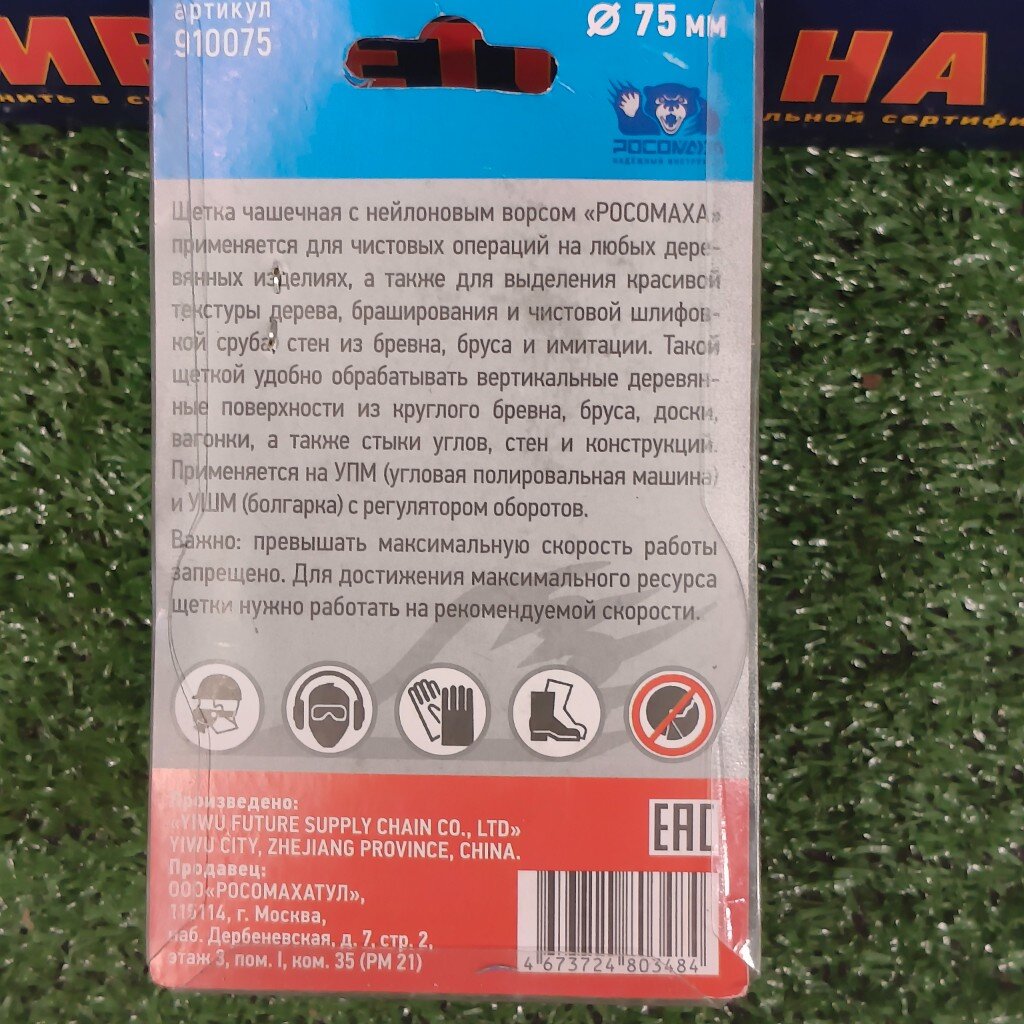 артикул
910075
Ø 75 мм
НА
РОСОМАХА
НАДЁЖНЫЙ ИНСТРУМЕНТ
Щетка чашечная с нейлоновым ворсом «РОСОМАХА»
применяется для чистовых операций на любых дере-
вянных изделиях, а также для выделения красивой
текстуры дерева, браширования и чистовой шлифов-
кой сруба, стен из бревна, бруса и имитации. Такой
щеткой удобно обрабатывать вертикальные деревян-
ные поверхности из круглого бревна, бруса, доски,
вагонки, а также стыки углов, стен и конструкции.
Применяется на УПМ (угловая полировальная машина)
и УШМ (болгарка) с регулятором оборотов.
Важно: превышать максимальную скорость работы
запрещено. Для достижения максимального ресурса
щетки нужно работать на рекомендуемой скорости.
Произведено:
«YIWU FUTURE SUPPLY CHAIN CO., LTD»
YIWU CITY, ZHEJIANG PROVINCE, CHINA.
Продавец:
ООО «РОСОМАХАТУЛ»,
115114, г. Москва,
наб. Дербеневская, д. 7, стр. 2,
этаж 3, пом. I, ком. 35 (РМ 21)
EAC
4 673724 803484